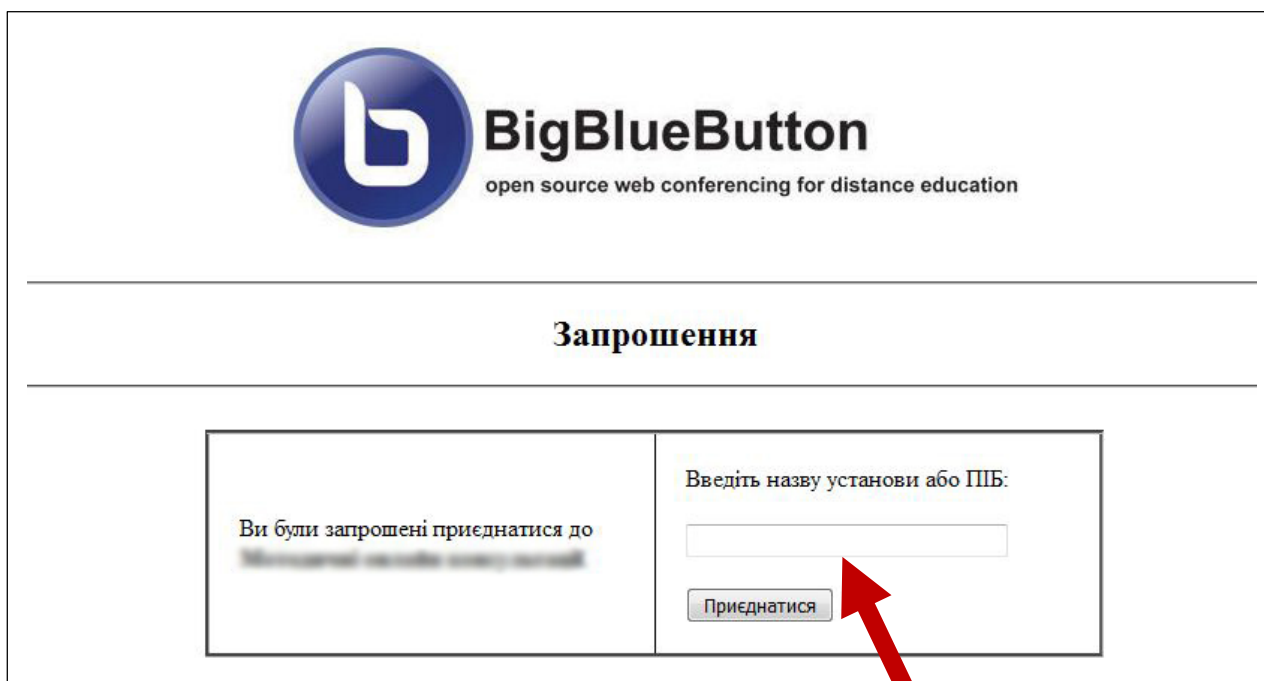 BigBlueButton
open source web conferencing for distance education
Запрошення
Ви були запрошені приєднатися до
Введіть назву установи або ПІБ:
Приєднатися